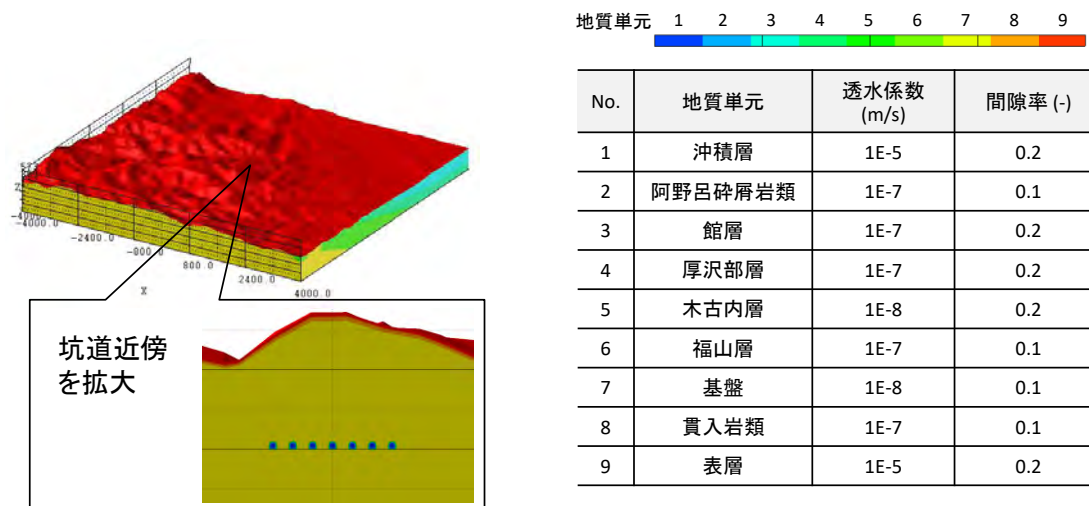 地質単元 1 2 3 4 5 6 7 8 9
No. 地質単元 透水係数 (m/s) 間隙率 (-)
1 沖積層 1E-5 0.2
2 阿野呂砕屑岩類 1E-7 0.1
3 館層 1E-7 0.2
4 厚沢部層 1E-7 0.2
5 木古内層 1E-8 0.2
6 福山層 1E-7 0.1
7 基盤 1E-8 0.1
8 貫入岩類 1E-7 0.1
9 表層 1E-5 0.2
-4000.0
-2400.0
-800.0
800.0
2400.0
4000.0
X
坑道近傍
を拡大